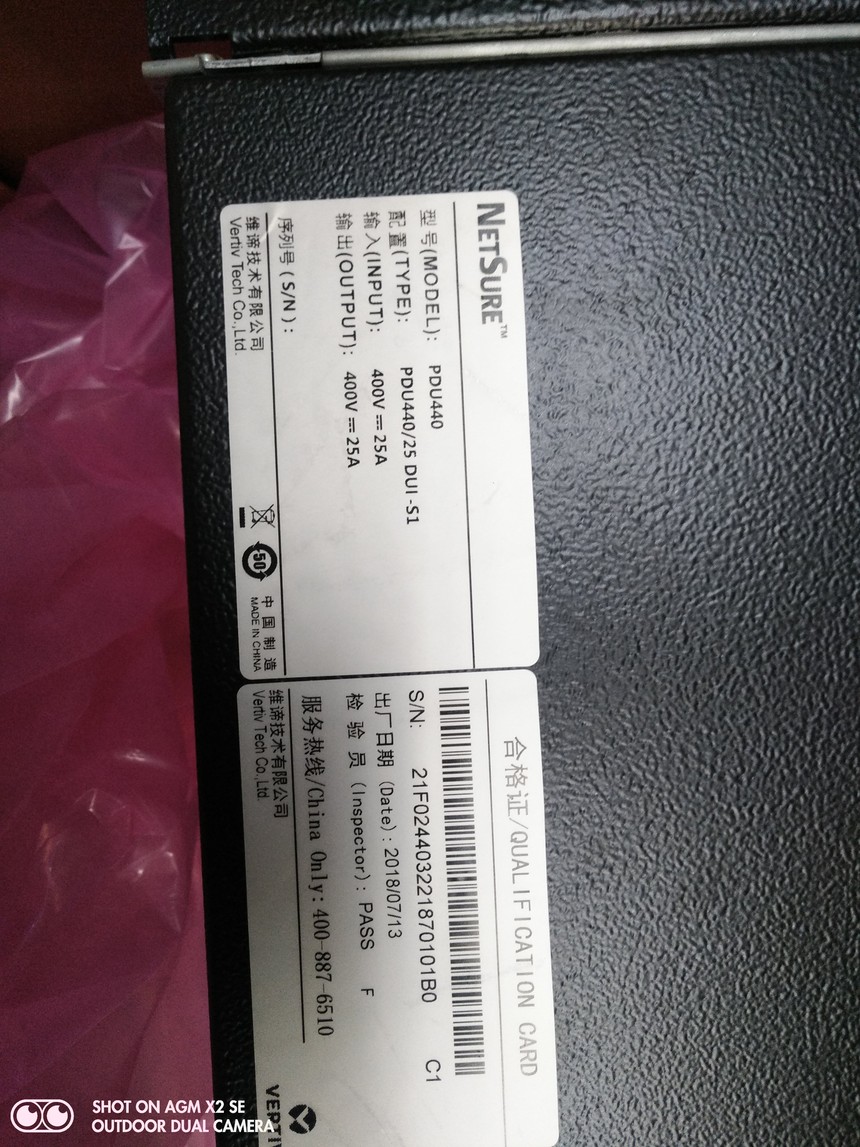 NETSURE™
型号(MODEL): PDU440
配置(TYPE): PDU440/25 DUI-S1
输入(INPUT): 400V ⎓ 25A
输出(OUTPUT): 400V ⎓ 25A
序列号(S/N):
维谛技术有限公司
Vertiv Tech Co.,Ltd.
50
中国制造
MADE IN CHINA
合格证/QUALIFICATION CARD
S/N: 21F024403221870101B0 C1
出厂日期(Date): 2018/07/13
检验员(Inspector): PASS F
服务热线/China Only: 400-887-6510
维谛技术有限公司
Vertiv Tech Co.,Ltd.
VERTI
SHOT ON AGM X2 SE
OUTDOOR DUAL CAMERA